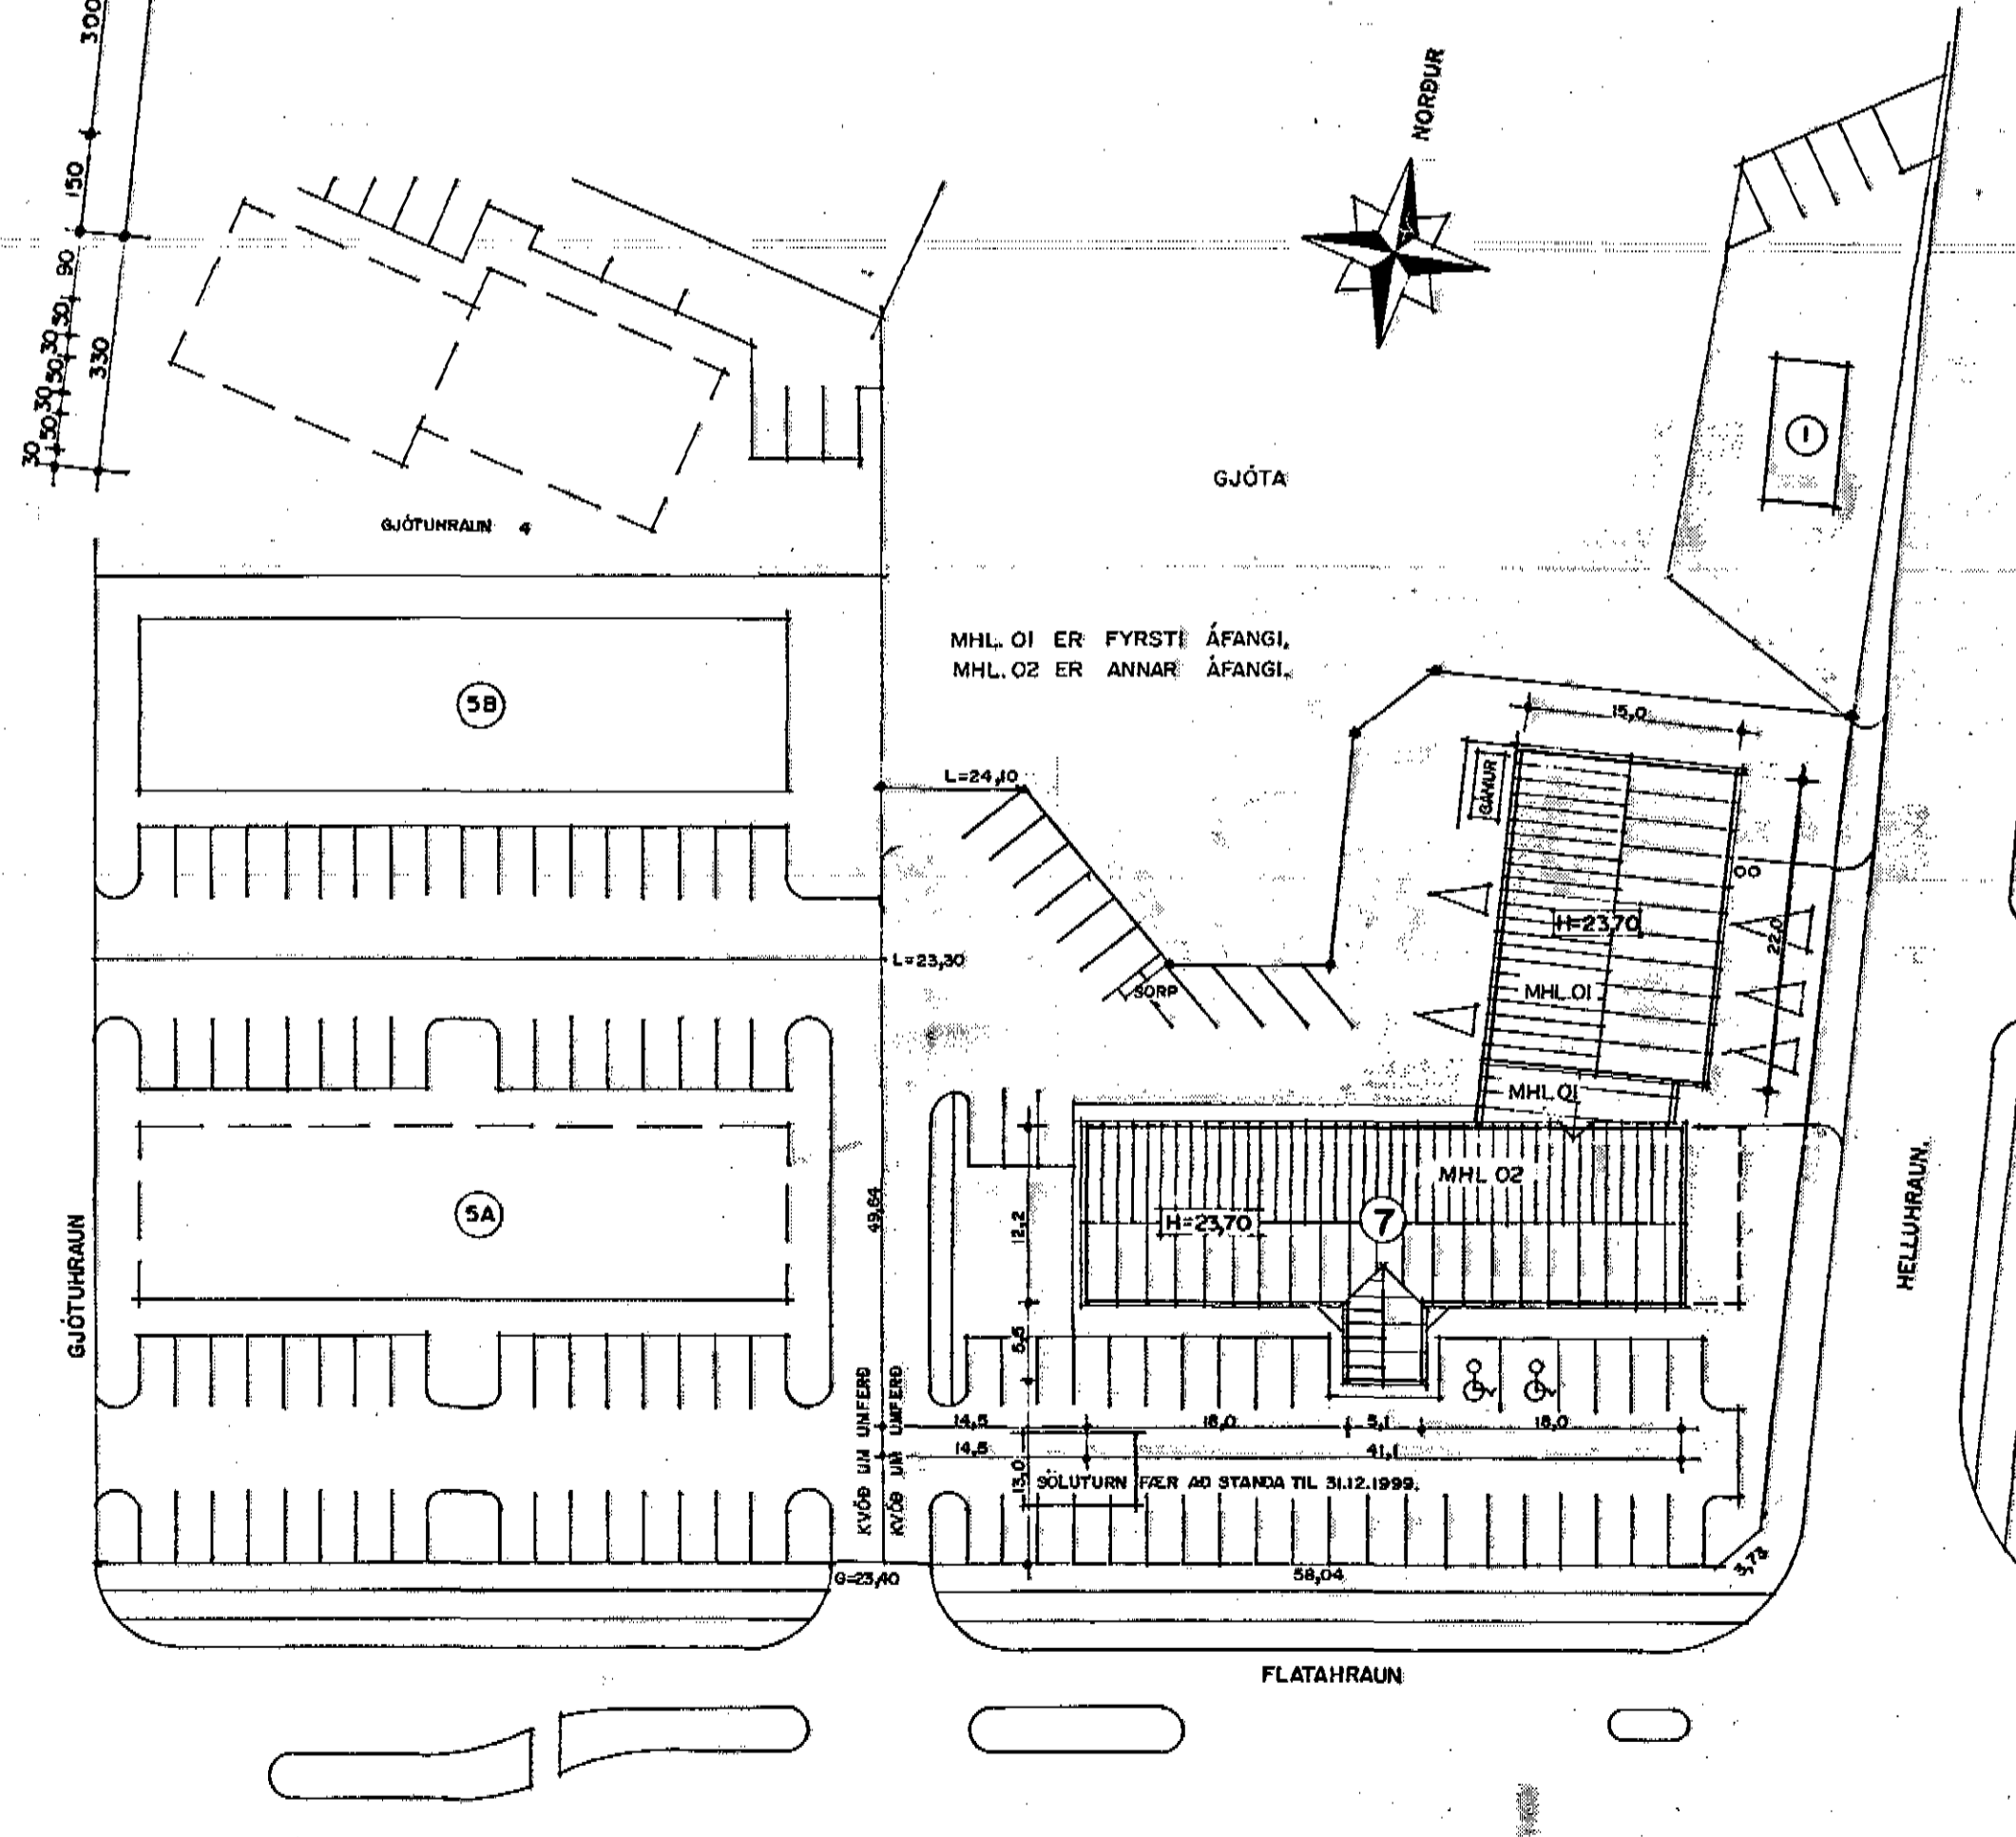 300
150
90
50
30
50
30
50
30
330
NORÐUR
GJÓTUHRAUN 4
GJÓTA
1
MHL. 01 ER FYRSTI ÁFANGI.
MHL. 02 ER ANNAR ÁFANGI.
5B
L=24,10
15,0
GÁMUR
H=23,70
22,0
L=23,30
SORP
MHL.01
MHL.01
MHL 02
H=23,70
7
5A
49,64
12,2
5,5
GJÓTUHRAUN
HELLUHRAUN.
KVÖÐ UM UMFERÐ
KVÖÐ UM UMFERÐ
14,5
18,0
5,1
18,0
14,5
41,1
13,0
SÖLUTURN FÆR AÐ STANDA TIL 31.12.1999.
G=23,40
58,04
3,73
FLATAHRAUN